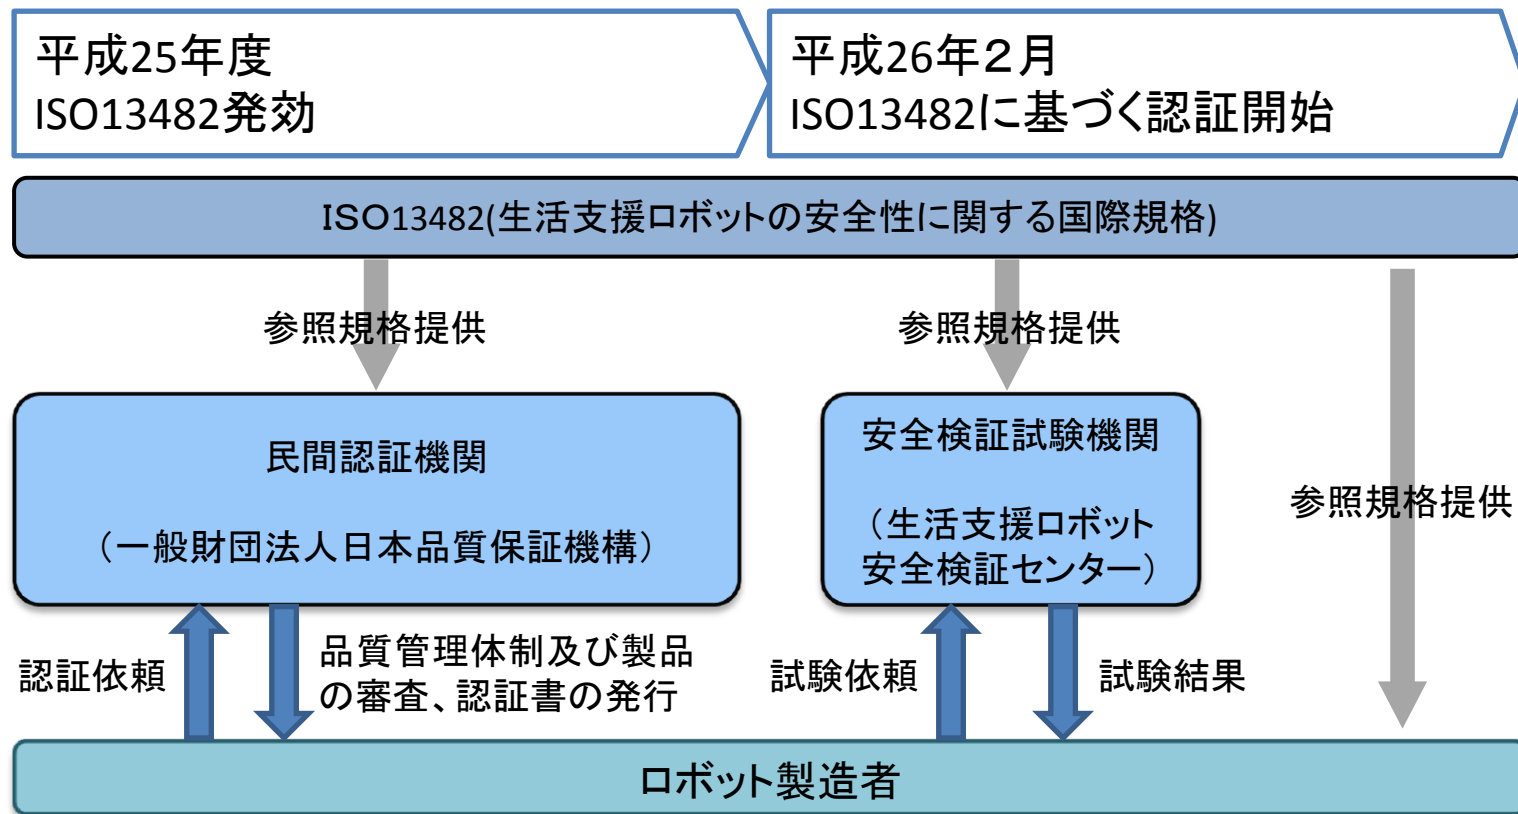 平成25年度
ISO13482発効
平成26年２月
ISO13482に基づく認証開始
ＩＳＯ13482(生活支援ロボットの安全性に関する国際規格)
参照規格提供
参照規格提供
民間認証機関
（一般財団法人日本品質保証機構）
安全検証試験機関
（生活支援ロボット
安全検証センター）
参照規格提供
認証依頼
品質管理体制及び製品
の審査、認証書の発行
試験依頼
試験結果
ロボット製造者